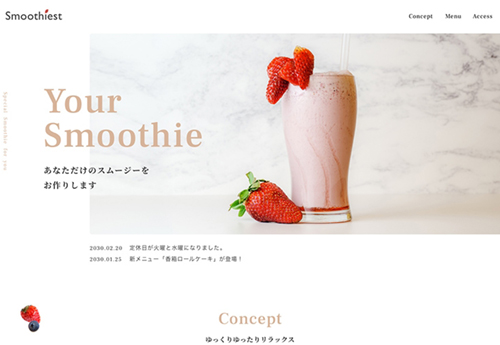 Smoothiest
Concept Menu Access
Special Smoothie for you
Your
Smoothie
あなただけのスムージーを
お作りします
2030.02.20 定休日が火曜と水曜になりました。
2030.01.25 新メニュー「香箱ロールケーキ」が登場！
Concept
ゆっくりゆったりリラックス